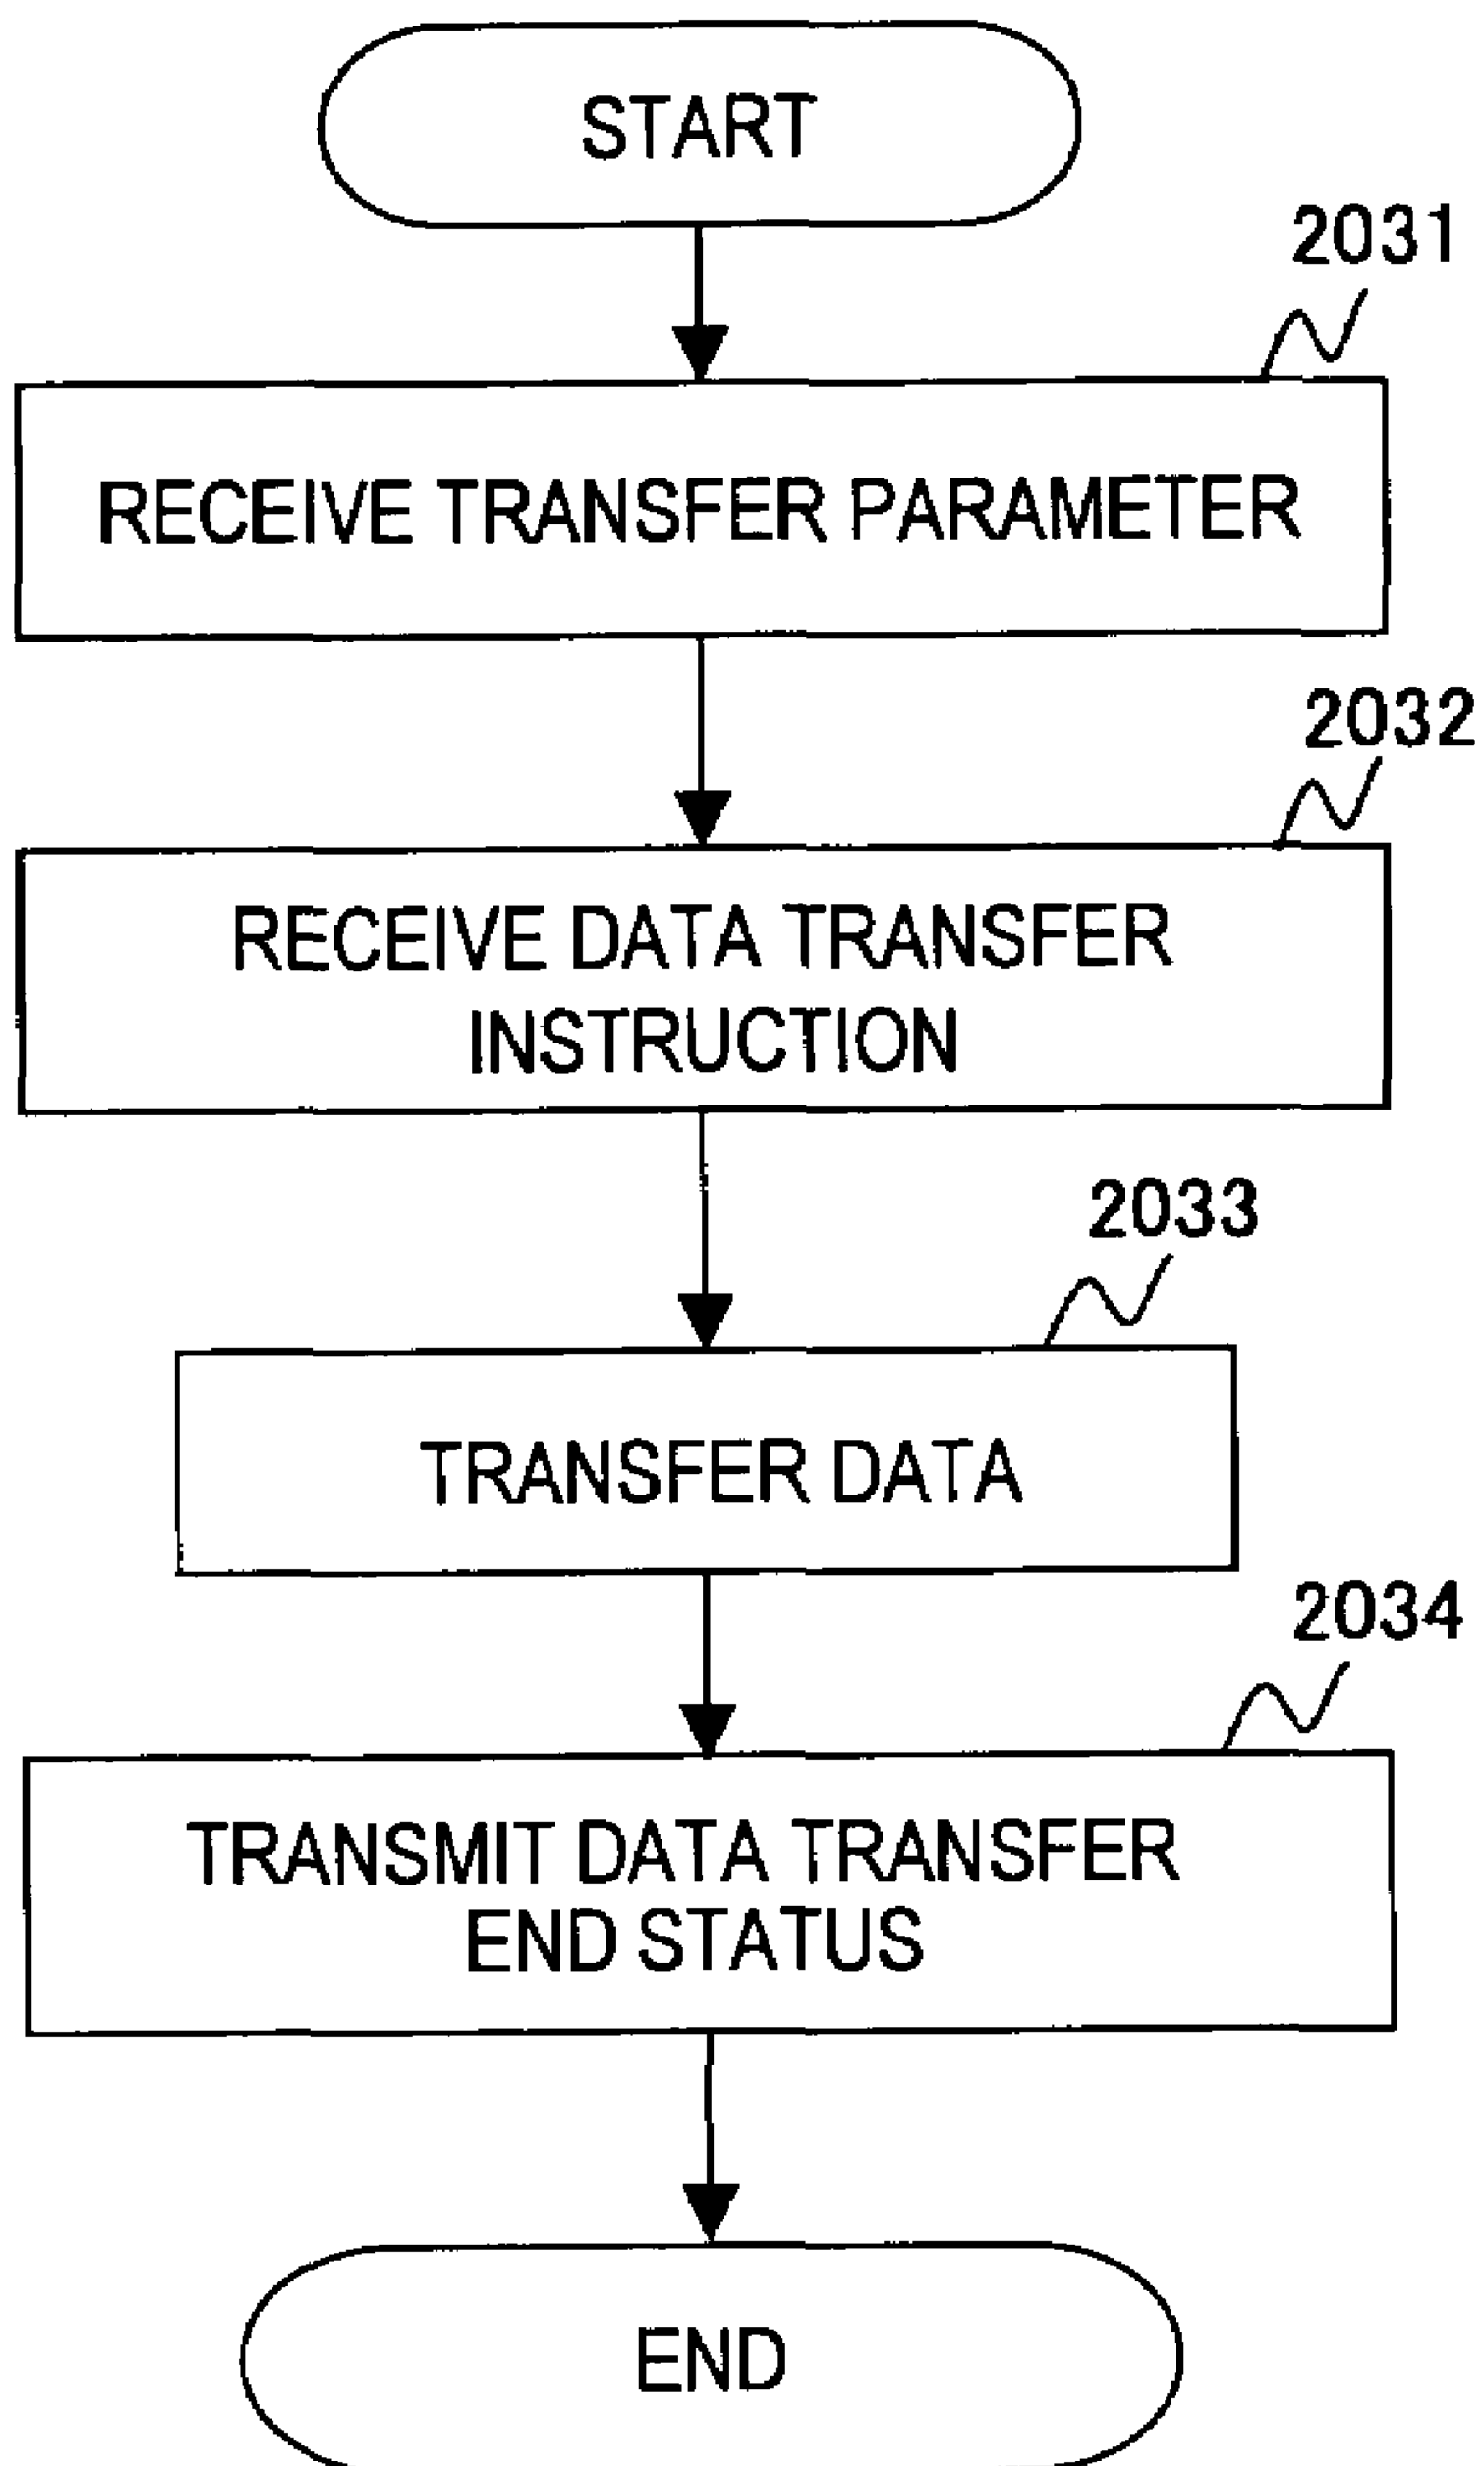 START
2031
RECEIVE TRANSFER PARAMETER
2032
RECEIVE DATA TRANSFER
INSTRUCTION
2033
TRANSFER DATA
2034
TRANSMIT DATA TRANSFER
END STATUS
END